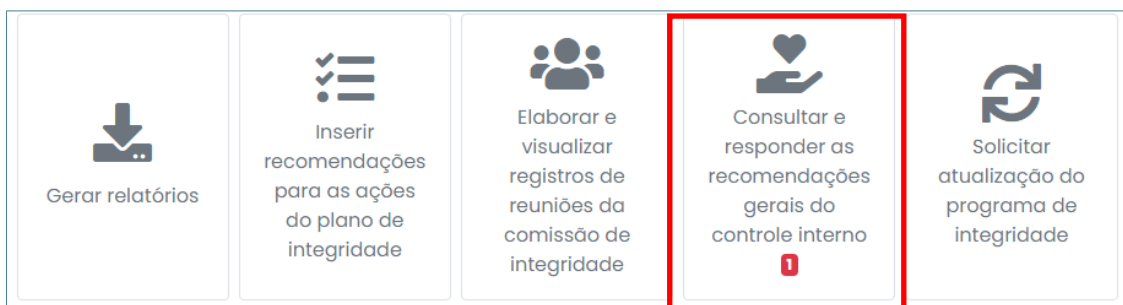 Gerar relatórios
Inserir
recomendações
para as ações
do plano de
integridade
Elaborar e
visualizar
registros de
reuniões da
comissão de
integridade
Consultar e
responder as
recomendações
gerais do
controle interno
1
Solicitar
atualização do
programa de
integridade